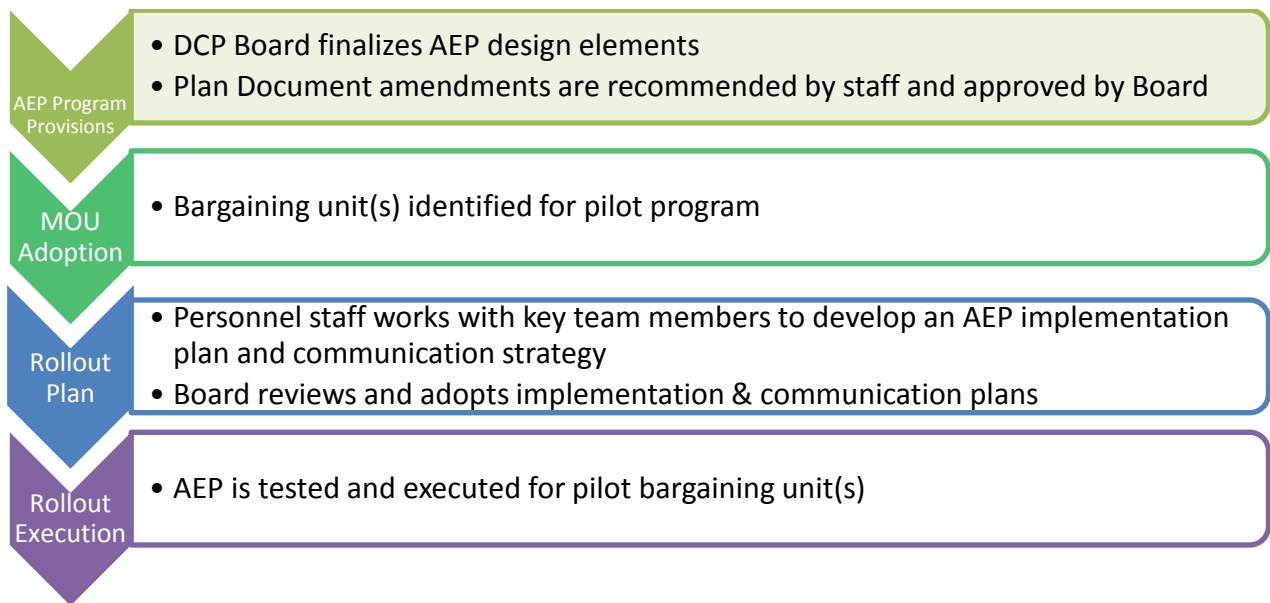 AEP Program
Provisions
• DCP Board finalizes AEP design elements
• Plan Document amendments are recommended by staff and approved by Board
MOU
Adoption
• Bargaining unit(s) identified for pilot program
Rollout
Plan
• Personnel staff works with key team members to develop an AEP implementation
plan and communication strategy
• Board reviews and adopts implementation & communication plans
Rollout
Execution
• AEP is tested and executed for pilot bargaining unit(s)